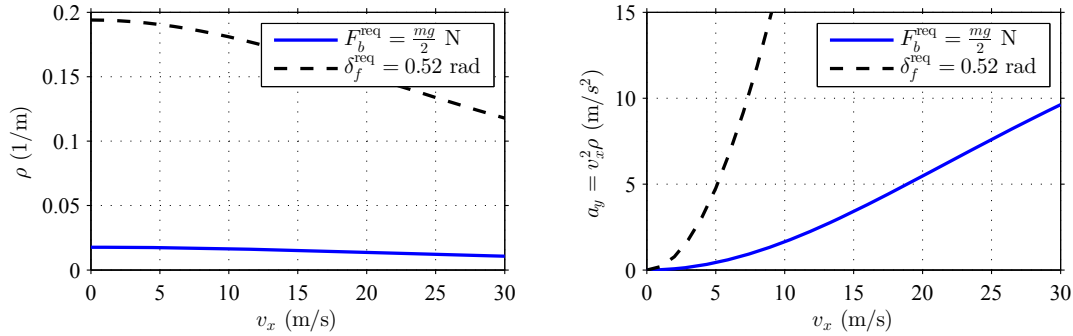 0.2
0.15
0.1
0.05
0
ρ (1/m)
0 5 10 15 20 25 30
v_x (m/s)
F_b^req = mg/2 N
δ_f^req = 0.52 rad
15
10
5
0
a_y = v_x^2 ρ (m/s^2)
0 5 10 15 20 25 30
v_x (m/s)
F_b^req = mg/2 N
δ_f^req = 0.52 rad